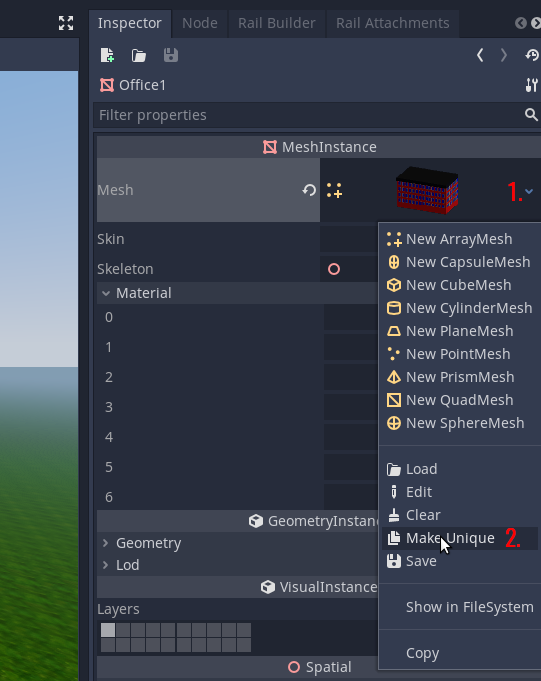 Inspector Node Rail Builder Rail Attachments
Office1
Filter properties
MeshInstance
Mesh 1.
Skin
Skeleton
Material
0
1
2
3
4
5
6
GeometryInstanc
Geometry
Lod
VisualInstance
Layers
Spatial
New ArrayMesh
New CapsuleMesh
New CubeMesh
New CylinderMesh
New PlaneMesh
New PointMesh
New PrismMesh
New QuadMesh
New SphereMesh
Load
Edit
Clear
Make Unique 2.
Save
Show in FileSystem
Copy